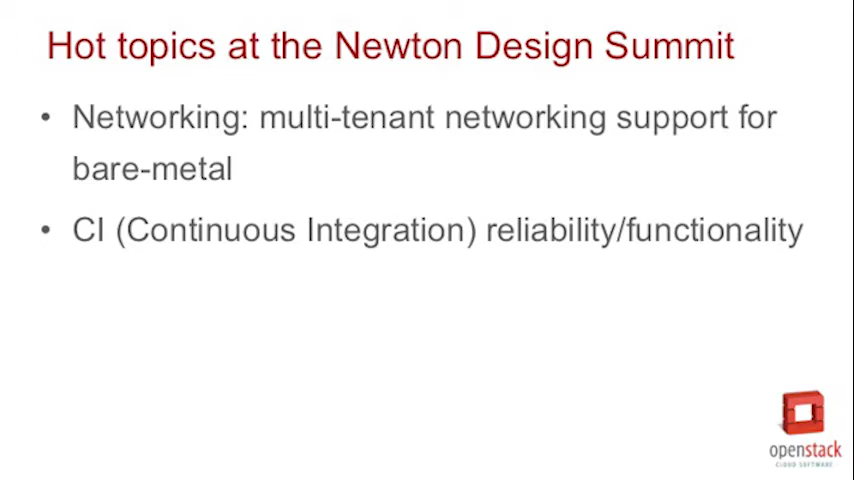 Hot topics at the Newton Design Summit
• Networking: multi-tenant networking support for
bare-metal
• CI (Continuous Integration) reliability/functionality
openstack
CLOUD SOFTWARE